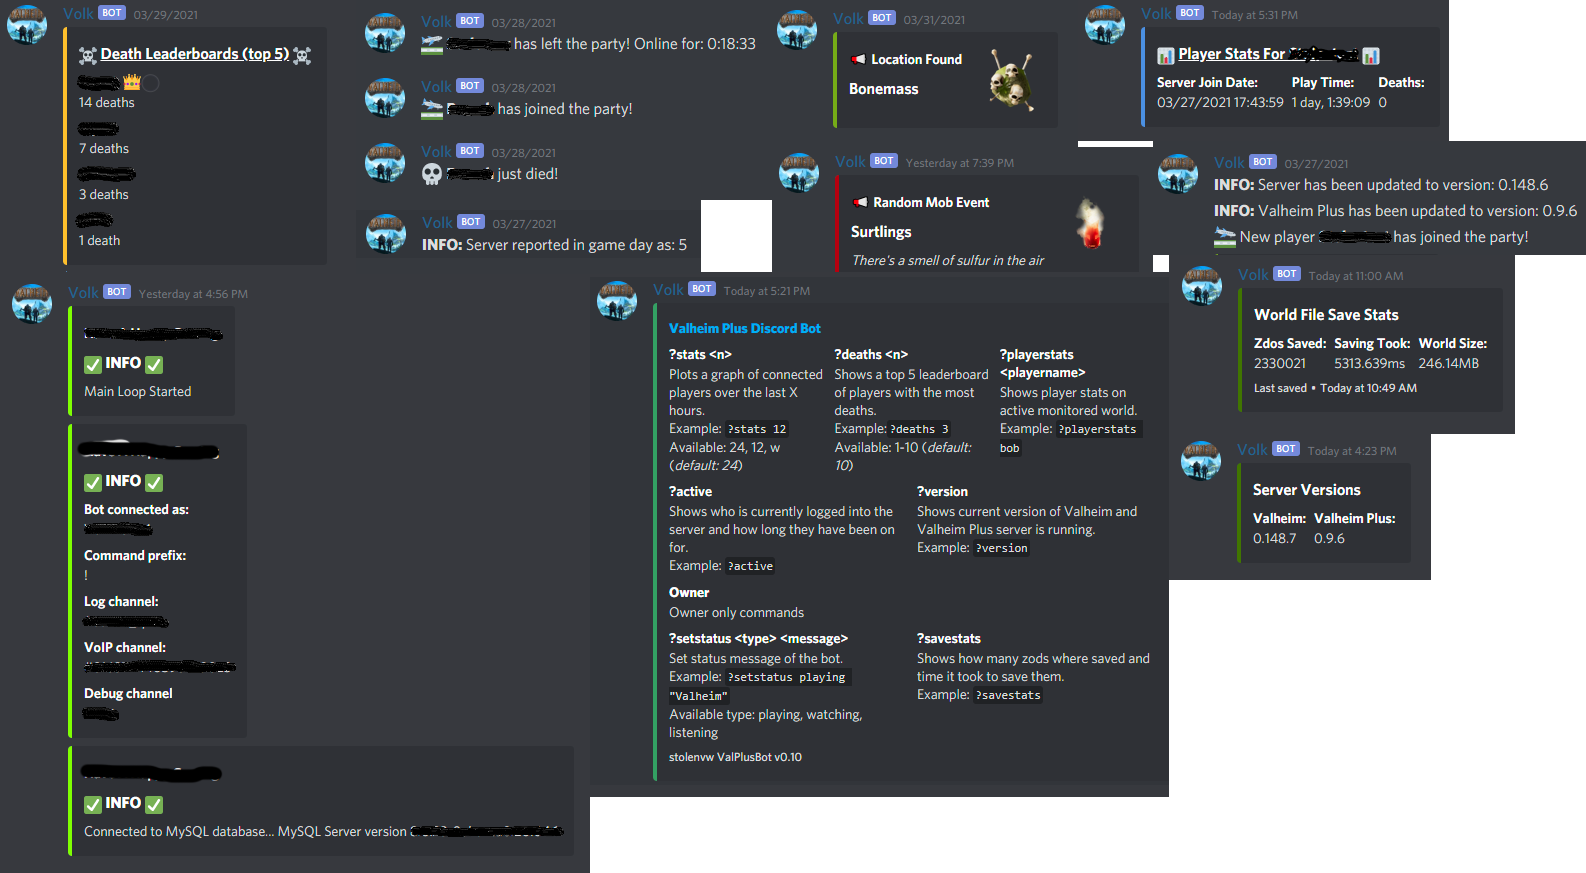 Volk BOT 03/29/2021
Death Leaderboards (top 5)
14 deaths
7 deaths
3 deaths
1 death
Volk BOT 03/28/2021
has left the party! Online for: 0:18:33
Volk BOT 03/28/2021
has joined the party!
Volk BOT 03/28/2021
just died!
Volk BOT 03/27/2021
INFO: Server reported in game day as: 5
Volk BOT 03/31/2021
Location Found
Bonemass
Volk BOT Today at 5:31 PM
Player Stats For
Server Join Date: Play Time: Deaths:
03/27/2021 17:43:59 1 day, 1:39:09 0
Volk BOT Yesterday at 7:39 PM
Random Mob Event
Surtlings
There's a smell of sulfur in the air
Volk BOT 03/27/2021
INFO: Server has been updated to version: 0.148.6
INFO: Valheim Plus has been updated to version: 0.9.6
New player has joined the party!
Volk BOT Yesterday at 4:56 PM
INFO
Main Loop Started
INFO
Bot connected as:
Command prefix:
!
Log channel:
VoIP channel:
Debug channel
INFO
Connected to MySQL database... MySQL Server version
Volk BOT Today at 5:21 PM
Valheim Plus Discord Bot
?stats <n>
Plots a graph of connected
players over the last X
hours.
Example: ?stats 12
Available: 24, 12, w
(default: 24)
?deaths <n>
Shows a top 5 leaderboard
of players with the most
deaths.
Example: ?deaths 3
Available: 1-10 (default:
10)
?playerstats
<playername>
Shows player stats on
active monitored world.
Example: ?playerstats
bob
?active
Shows who is currently logged into the
server and how long they have been on
for.
Example: ?active
?version
Shows current version of Valheim and
Valheim Plus server is running.
Example: ?version
Owner
Owner only commands
?setstatus <type> <message>
Set status message of the bot.
Example: ?setstatus playing
"Valheim"
Available type: playing, watching,
listening
?savestats
Shows how many zods where saved and
time it took to save them.
Example: ?savestats
stolenvw ValPlusBot v0.10
Volk BOT Today at 11:00 AM
World File Save Stats
Zdos Saved: Saving Took: World Size:
2330021 5313.639ms 246.14MB
Last saved • Today at 10:49 AM
Volk BOT Today at 4:23 PM
Server Versions
Valheim: Valheim Plus:
0.148.7 0.9.6